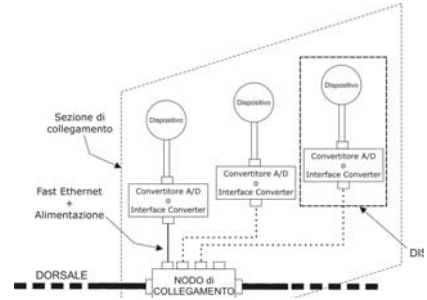 Dispositivo
Dispositivo
Dispositivo
Sezione di
collegamento
Convertitore A/D
o
Interface Converter
Convertitore A/D
o
Interface Converter
Convertitore A/D
o
Interface Converter
Fast Ethernet
+
Alimentazione
DIS
DORSALE
NODO di
COLLEGAMENTO